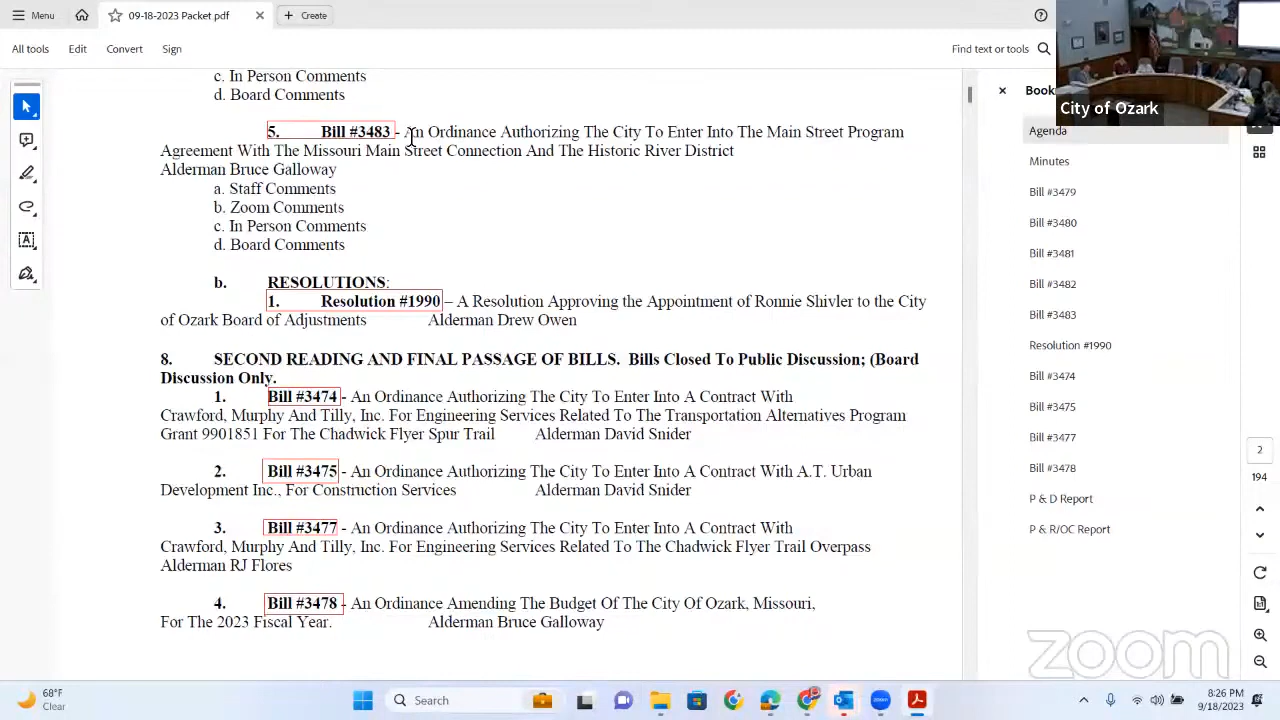 Menu
09-18-2023 Packet.pdf
Create
All tools
Edit
Convert
Sign
Find text or tools
City of Ozark
c. In Person Comments
d. Board Comments
5. Bill #3483 - An Ordinance Authorizing The City To Enter Into The Main Street Program
Agreement With The Missouri Main Street Connection And The Historic River District
Alderman Bruce Galloway
a. Staff Comments
b. Zoom Comments
c. In Person Comments
d. Board Comments
b. RESOLUTIONS:
1. Resolution #1990 – A Resolution Approving the Appointment of Ronnie Shivler to the City
of Ozark Board of Adjustments Alderman Drew Owen
8. SECOND READING AND FINAL PASSAGE OF BILLS. Bills Closed To Public Discussion; (Board
Discussion Only.
1. Bill #3474 - An Ordinance Authorizing The City To Enter Into A Contract With
Crawford, Murphy And Tilly, Inc. For Engineering Services Related To The Transportation Alternatives Program
Grant 9901851 For The Chadwick Flyer Spur Trail Alderman David Snider
2. Bill #3475 - An Ordinance Authorizing The City To Enter Into A Contract With A.T. Urban
Development Inc., For Construction Services Alderman David Snider
3. Bill #3477 - An Ordinance Authorizing The City To Enter Into A Contract With
Crawford, Murphy And Tilly, Inc. For Engineering Services Related To The Chadwick Flyer Trail Overpass
Alderman RJ Flores
4. Bill #3478 - An Ordinance Amending The Budget Of The City Of Ozark, Missouri,
For The 2023 Fiscal Year. Alderman Bruce Galloway
Agenda
Minutes
Bill #3479
Bill #3480
Bill #3481
Bill #3482
Bill #3483
Resolution #1990
Bill #3474
Bill #3475
Bill #3477
Bill #3478
P & D Report
P & R/OC Report
2
194
zoom
68°F
Clear
Search
8:26 PM
9/18/2023